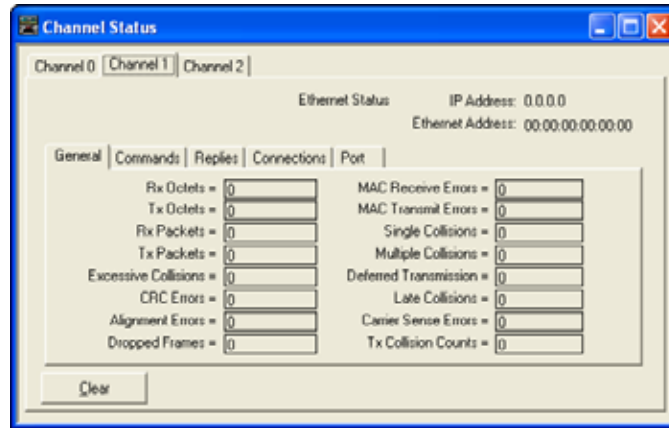 Channel Status
Channel 0 Channel 1 Channel 2
Ethernet Status IP Address: 0.0.0.0
Ethernet Address: 00:00:00:00:00:00
General Commands Replies Connections Port
Rx Octets = 0 MAC Receive Errors = 0
Tx Octets = 0 MAC Transmit Errors = 0
Rx Packets = 0 Single Collisions = 0
Tx Packets = 0 Multiple Collisions = 0
Excessive Collisions = 0 Deferred Transmission = 0
CRC Errors = 0 Late Collisions = 0
Alignment Errors = 0 Carrier Sense Errors = 0
Dropped Frames = 0 Tx Collision Counts = 0
Clear